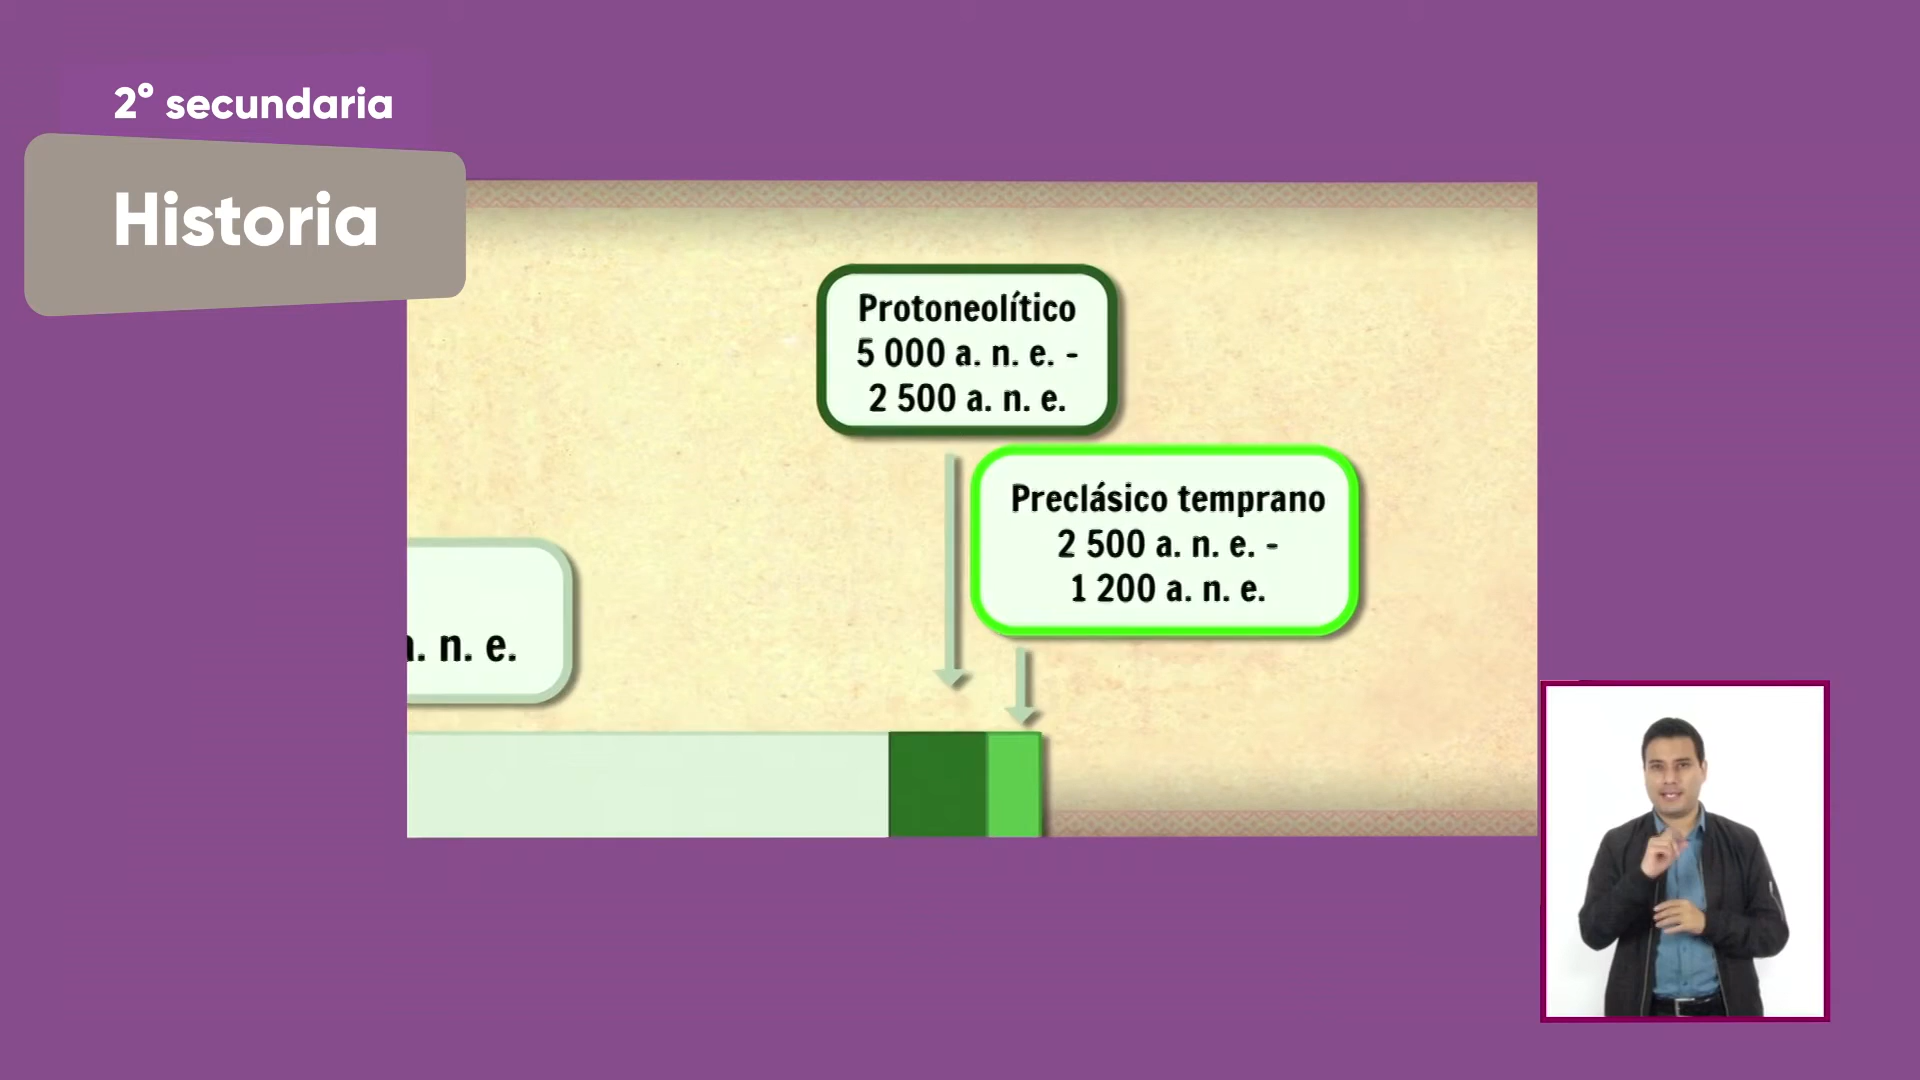 2° secundaria
Historia
Protoneolítico
5 000 a. n. e. -
2 500 a. n. e.
Preclásico temprano
2 500 a. n. e. -
1 200 a. n. e.
n. e.